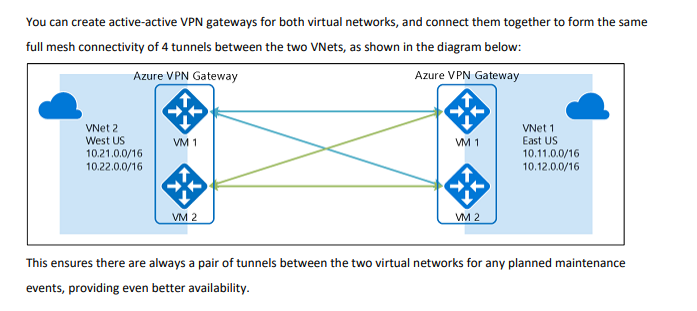 You can create active-active VPN gateways for both virtual networks, and connect them together to form the same
full mesh connectivity of 4 tunnels between the two VNets, as shown in the diagram below:
Azure VPN Gateway
Azure VPN Gateway
VNet 2
West US
10.21.0.0/16
10.22.0.0/16
VM 1
VM 2
VM 1
VM 2
VNet 1
East US
10.11.0.0/16
10.12.0.0/16
This ensures there are always a pair of tunnels between the two virtual networks for any planned maintenance
events, providing even better availability.